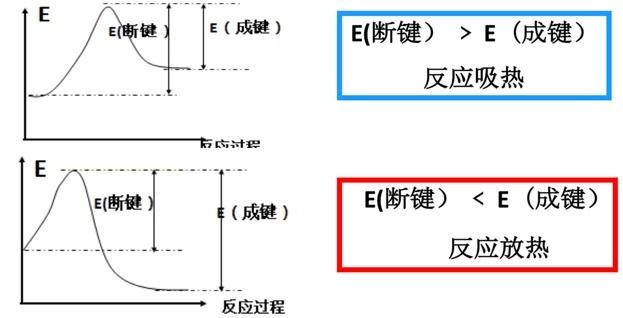 E
E(断键）
E（成键）
反应过程
E(断键） > E（成键）
反应吸热
E
E(断键）
E（成键）
反应过程
E(断键） < E（成键）
反应放热